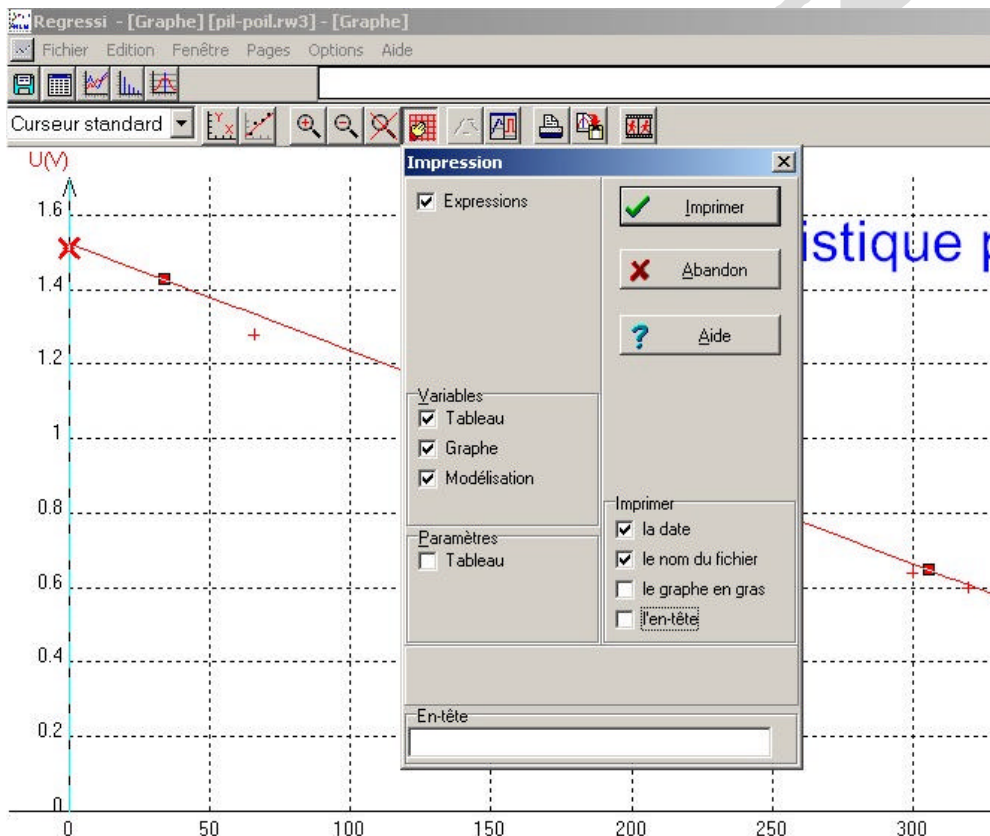 Regressi - [Graphe] [pil-poil.rw3] - [Graphe]
Fichier Edition Fenêtre Pages Options Aide
Curseur standard
U(V)
1.6
1.4
1.2
1
0.8
0.6
0.4
0.2
0
0 50 100 150 200 250 300
istique p
Impression
Expressions
Imprimer
Abandon
Aide
Variables
Tableau
Graphe
Modélisation
Paramètres
Tableau
Imprimer
la date
le nom du fichier
le graphe en gras
l'en-tête
En-tête